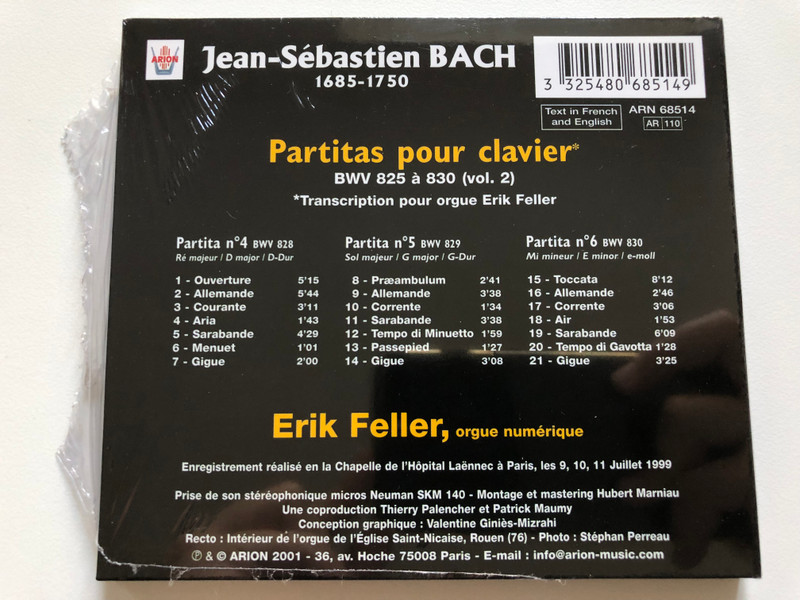 ARION
Jean-Sébastien BACH
1685-1750
3 325480 685149
Text in French
and English
ARN 68514
AR 110
Partitas pour clavier*
BWV 825 à 830 (vol. 2)
*Transcription pour orgue Erik Feller
Partita n°4 BWV 828
Ré majeur / D major / D-Dur
1 - Ouverture 5'15
2 - Allemande 5'44
3 - Courante 3'11
4 - Aria 1'43
5 - Sarabande 4'29
6 - Menuet 1'01
7 - Gigue 2'00
Partita n°5 BWV 829
Sol majeur / G major / G-Dur
8 - Præambulum 2'41
9 - Allemande 3'38
10 - Corrente 1'34
11 - Sarabande 3'38
12 - Tempo di Minuetto 1'59
13 - Passepied 1'27
14 - Gigue 3'08
Partita n°6 BWV 830
Mi mineur / E minor / e-moll
15 - Toccata 8'12
16 - Allemande 2'46
17 - Corrente 3'06
18 - Air 1'53
19 - Sarabande 6'09
20 - Tempo di Gavotta 1'28
21 - Gigue 3'25
Erik Feller, orgue numérique
Enregistrement réalisé en la Chapelle de l'Hôpital Laënnec à Paris, les 9, 10, 11 Juillet 1999
Prise de son stéréophonique micros Neuman SKM 140 - Montage et mastering Hubert Marniau
Une coproduction Thierry Palencher et Patrick Maumy
Conception graphique : Valentine Giniès-Mizrahi
Recto : Intérieur de l'orgue de l'Église Saint-Nicaise, Rouen (76) - Photo : Stéphan Perreau
℗ & © ARION 2001 - 36, av. Hoche 75008 Paris - E-mail : info@arion-music.com